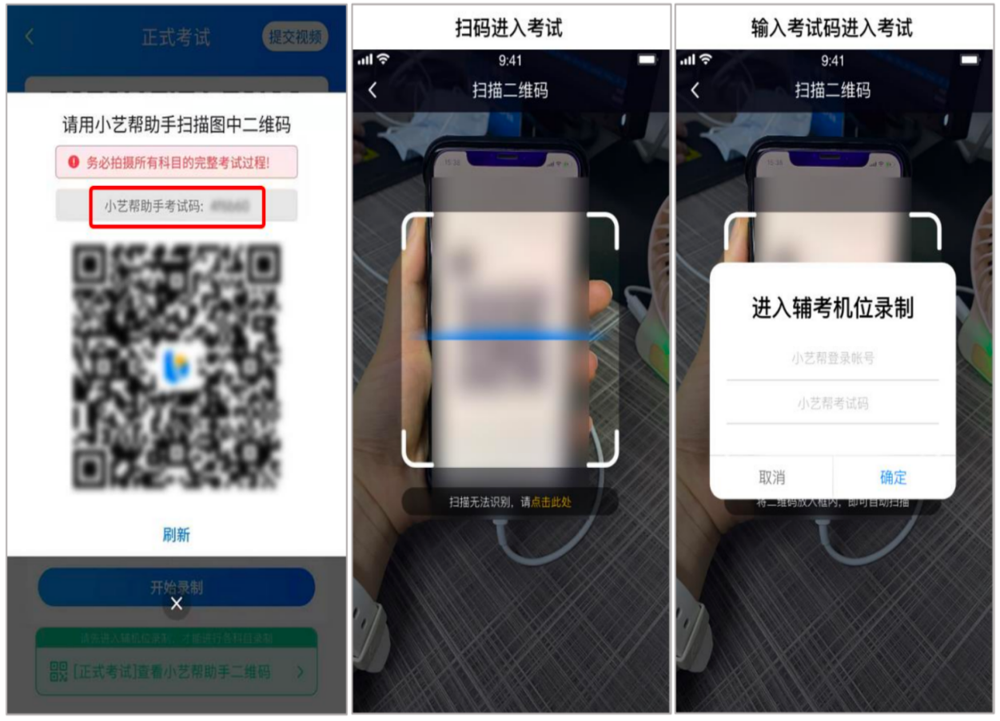 正式考试
提交视频
请用小艺帮助手扫描图中二维码
务必拍摄所有科目的完整考试过程!
小艺帮助手考试码:
刷新
开始录制
请先进入辅机位录制，才能进行各科目录制
[正式考试]查看小艺帮助手二维码
扫码进入考试
9:41
扫描二维码
15:36
扫描无法识别，请点击此处
输入考试码进入考试
9:41
扫描二维码
15:36
进入辅考机位录制
小艺帮登录帐号
小艺帮考试码
取消
确定
将二维码放入框内，即可自动扫描